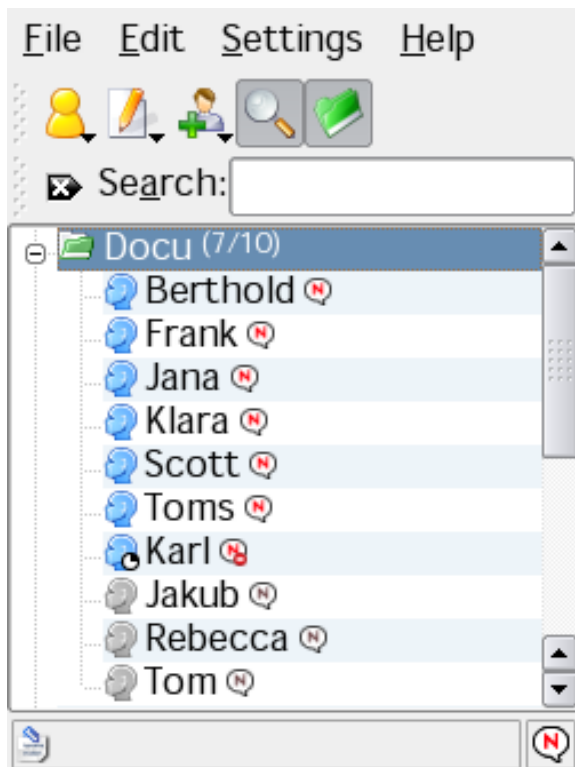 File Edit Settings Help
Search:
Docu (7/10)
Berthold N
Frank N
Jana N
Klara N
Scott N
Toms N
Karl N
Jakub N
Rebecca N
Tom N
N